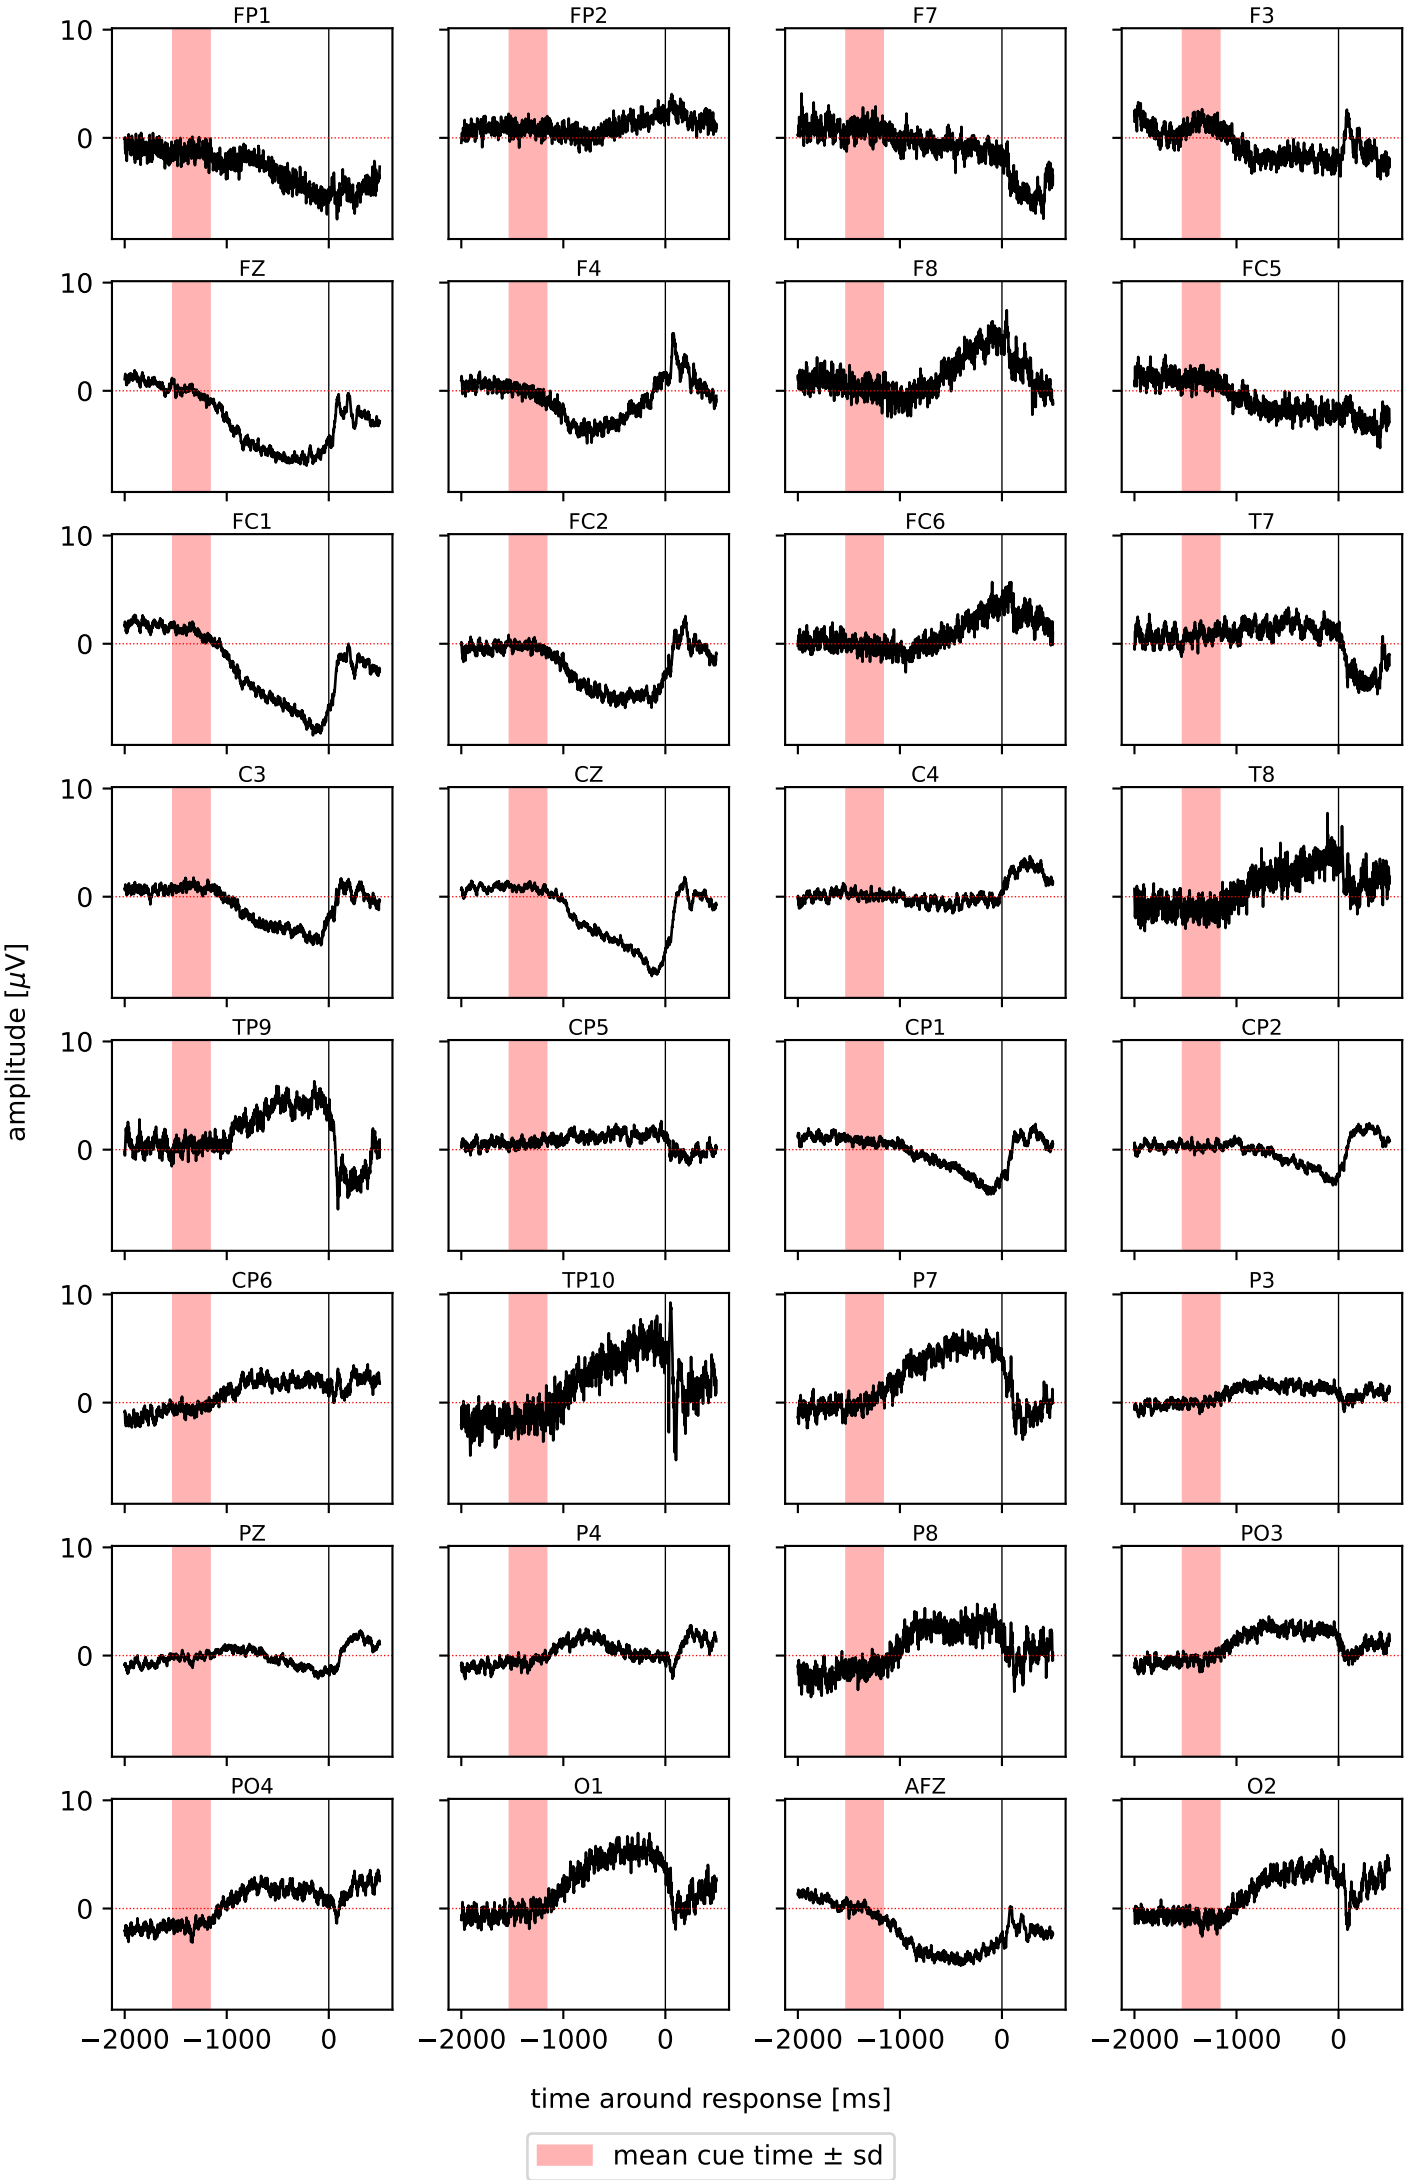 FP1 FP2 F7 F3
10
0
FZ F4 F8 FC5
10
0
FC1 FC2 FC6 T7
10
0
C3 CZ C4 T8
10
0
amplitude [μV]
TP9 CP5 CP1 CP2
10
0
CP6 TP10 P7 P3
10
0
PZ P4 P8 PO3
10
0
PO4 O1 AFZ O2
10
0
−2000 −1000 0 −2000 −1000 0 −2000 −1000 0 −2000 −1000 0
time around response [ms]
mean cue time ± sd